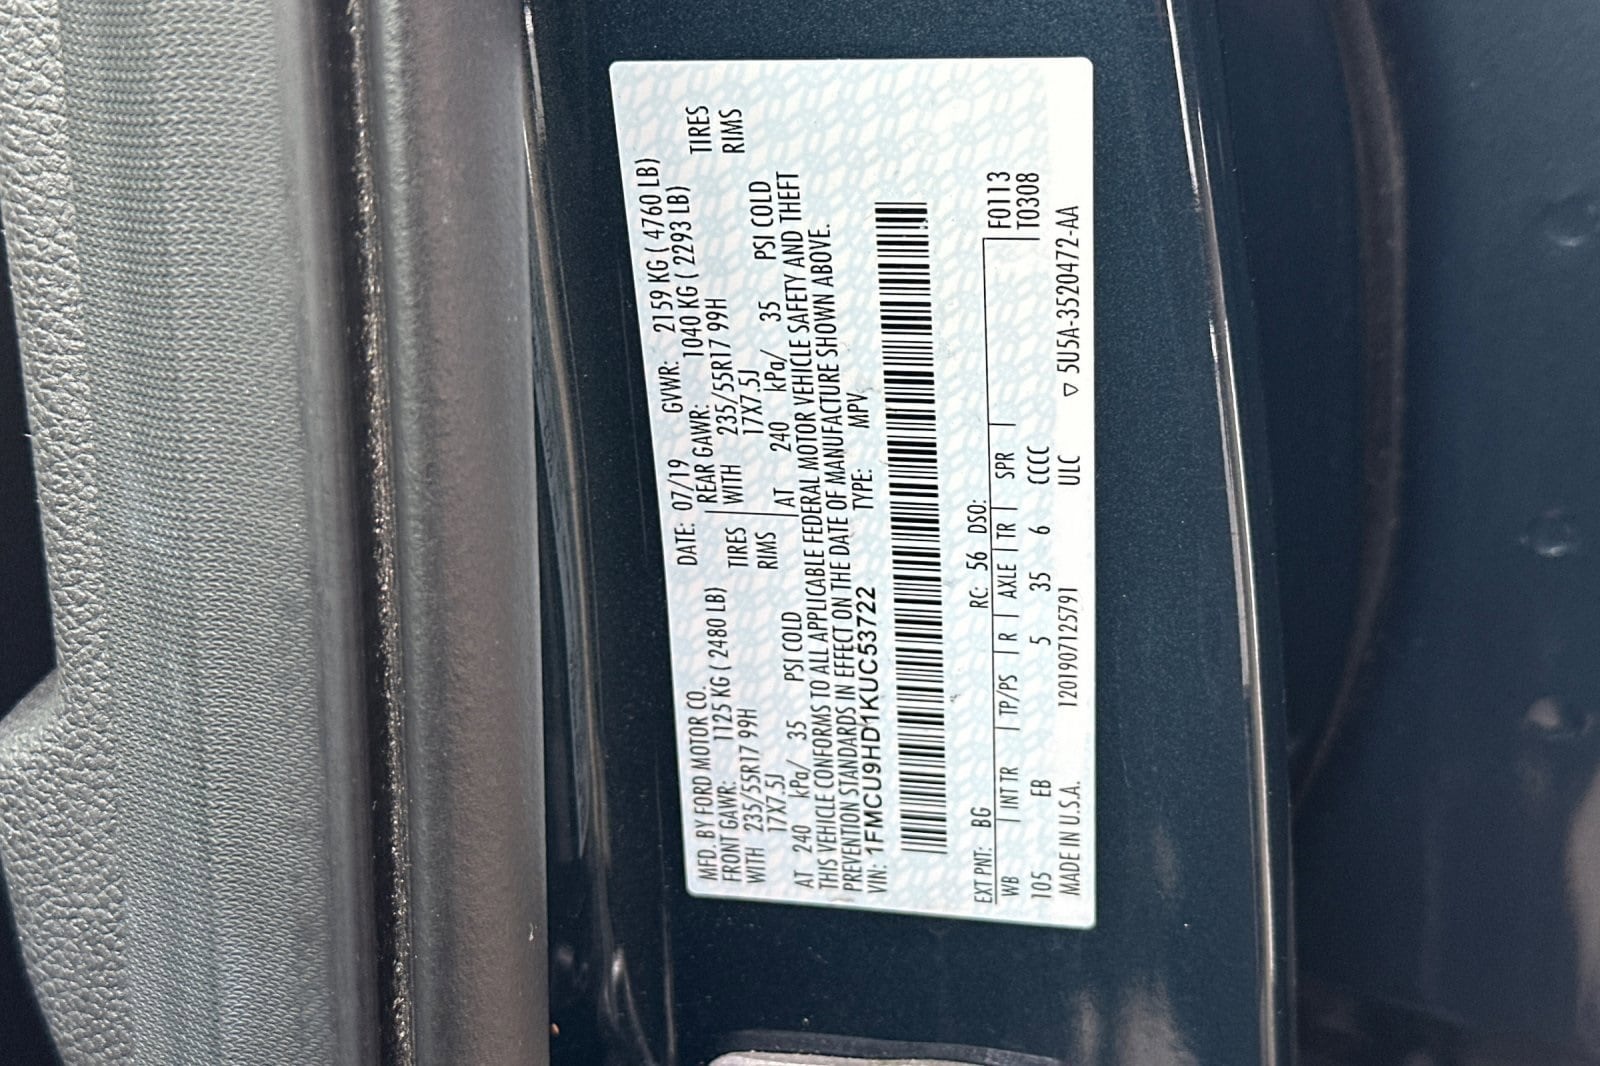 MFD. BY FORD MOTOR CO. DATE: 07/19 GVWR: 2159 KG ( 4760 LB)
FRONT GAWR: 1125 KG ( 2480 LB) REAR GAWR: 1040 KG ( 2293 LB)
WITH 235/55R17 99H TIRES WITH 235/55R17 99H TIRES
17X7.5J RIMS 17X7.5J RIMS
AT 240 kPa/ 35 PSI COLD AT 240 kPa/ 35 PSI COLD
THIS VEHICLE CONFORMS TO ALL APPLICABLE FEDERAL MOTOR VEHICLE SAFETY AND THEFT
PREVENTION STANDARDS IN EFFECT ON THE DATE OF MANUFACTURE SHOWN ABOVE.
VIN: 1FMCU9HD1KUC53722 TYPE: MPV
EXT PNT: BG RC: 56 DSO: F0113
WB INT TR TP/PS R AXLE TR SPR T0308
105 EB 5 35 6 CCCC
MADE IN U.S.A. 120190712579I ULC ▽ 5U5A-3520472-AA